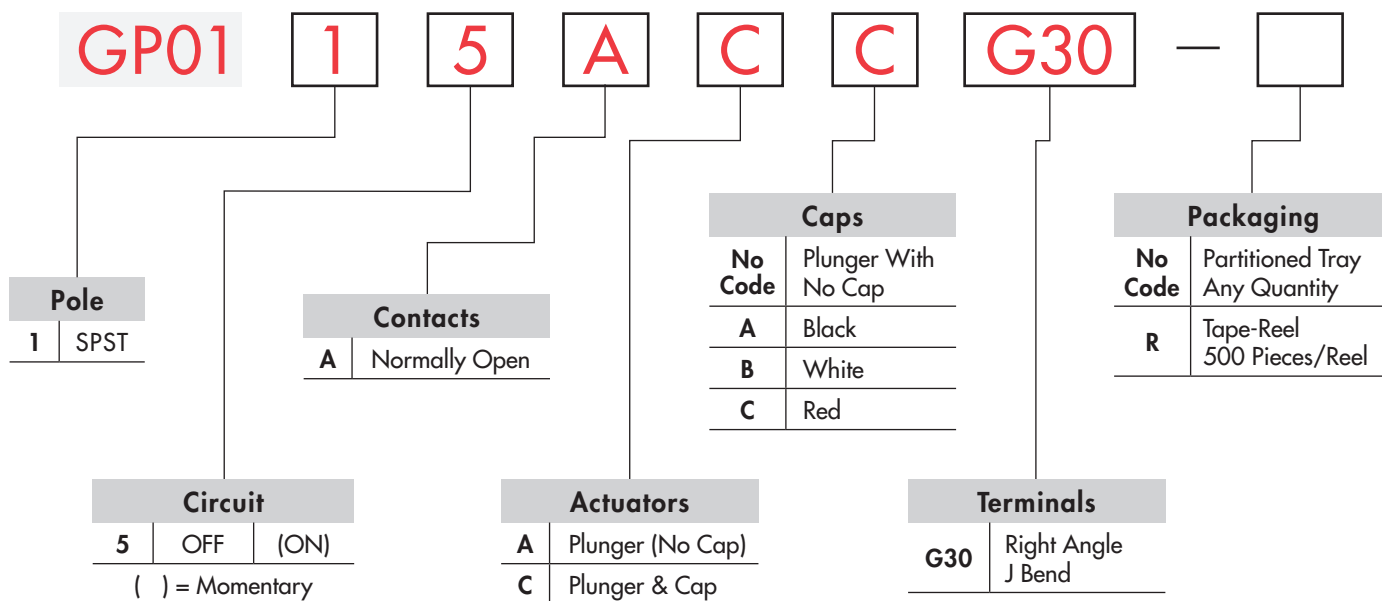 GP01 1 5 A C C G30 —
Pole
1 SPST
Contacts
A Normally Open
Caps
No Code Plunger With No Cap
A Black
B White
C Red
Packaging
No Code Partitioned Tray Any Quantity
R Tape-Reel 500 Pieces/Reel
Circuit
5 OFF (ON)
( ) = Momentary
Actuators
A Plunger (No Cap)
C Plunger & Cap
Terminals
G30 Right Angle J Bend